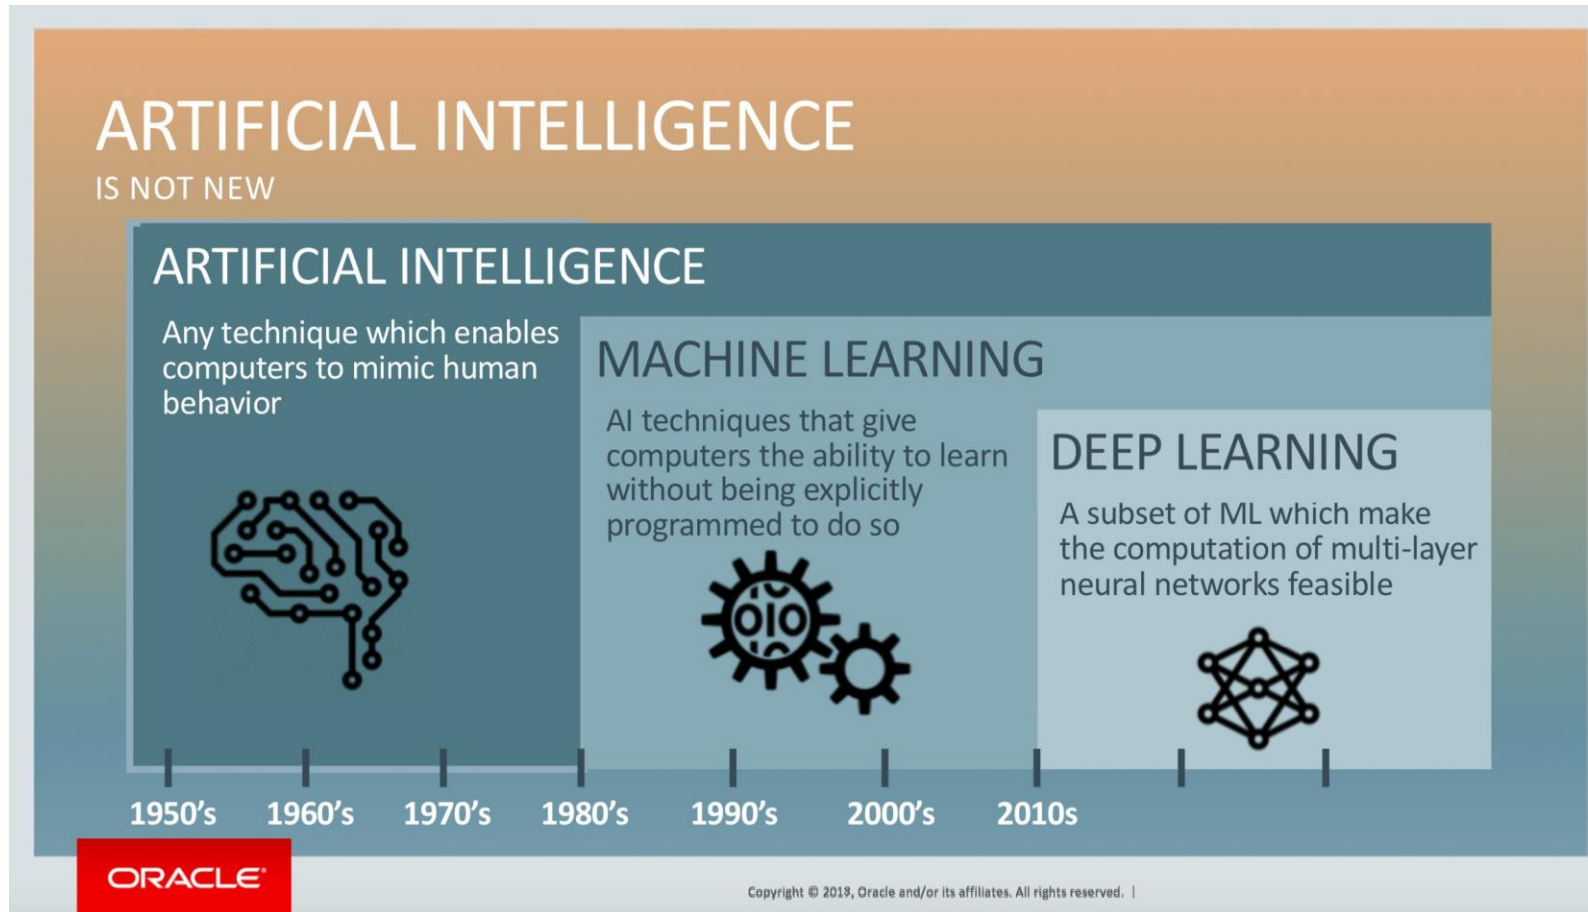 ARTIFICIAL INTELLIGENCE
IS NOT NEW
ARTIFICIAL INTELLIGENCE
Any technique which enables
computers to mimic human
behavior
MACHINE LEARNING
AI techniques that give
computers the ability to learn
without being explicitly
programmed to do so
DEEP LEARNING
A subset of ML which make
the computation of multi-layer
neural networks feasible
1950's 1960's 1970's 1980's 1990's 2000's 2010s
ORACLE
Copyright © 2018, Oracle and/or its affiliates. All rights reserved. |